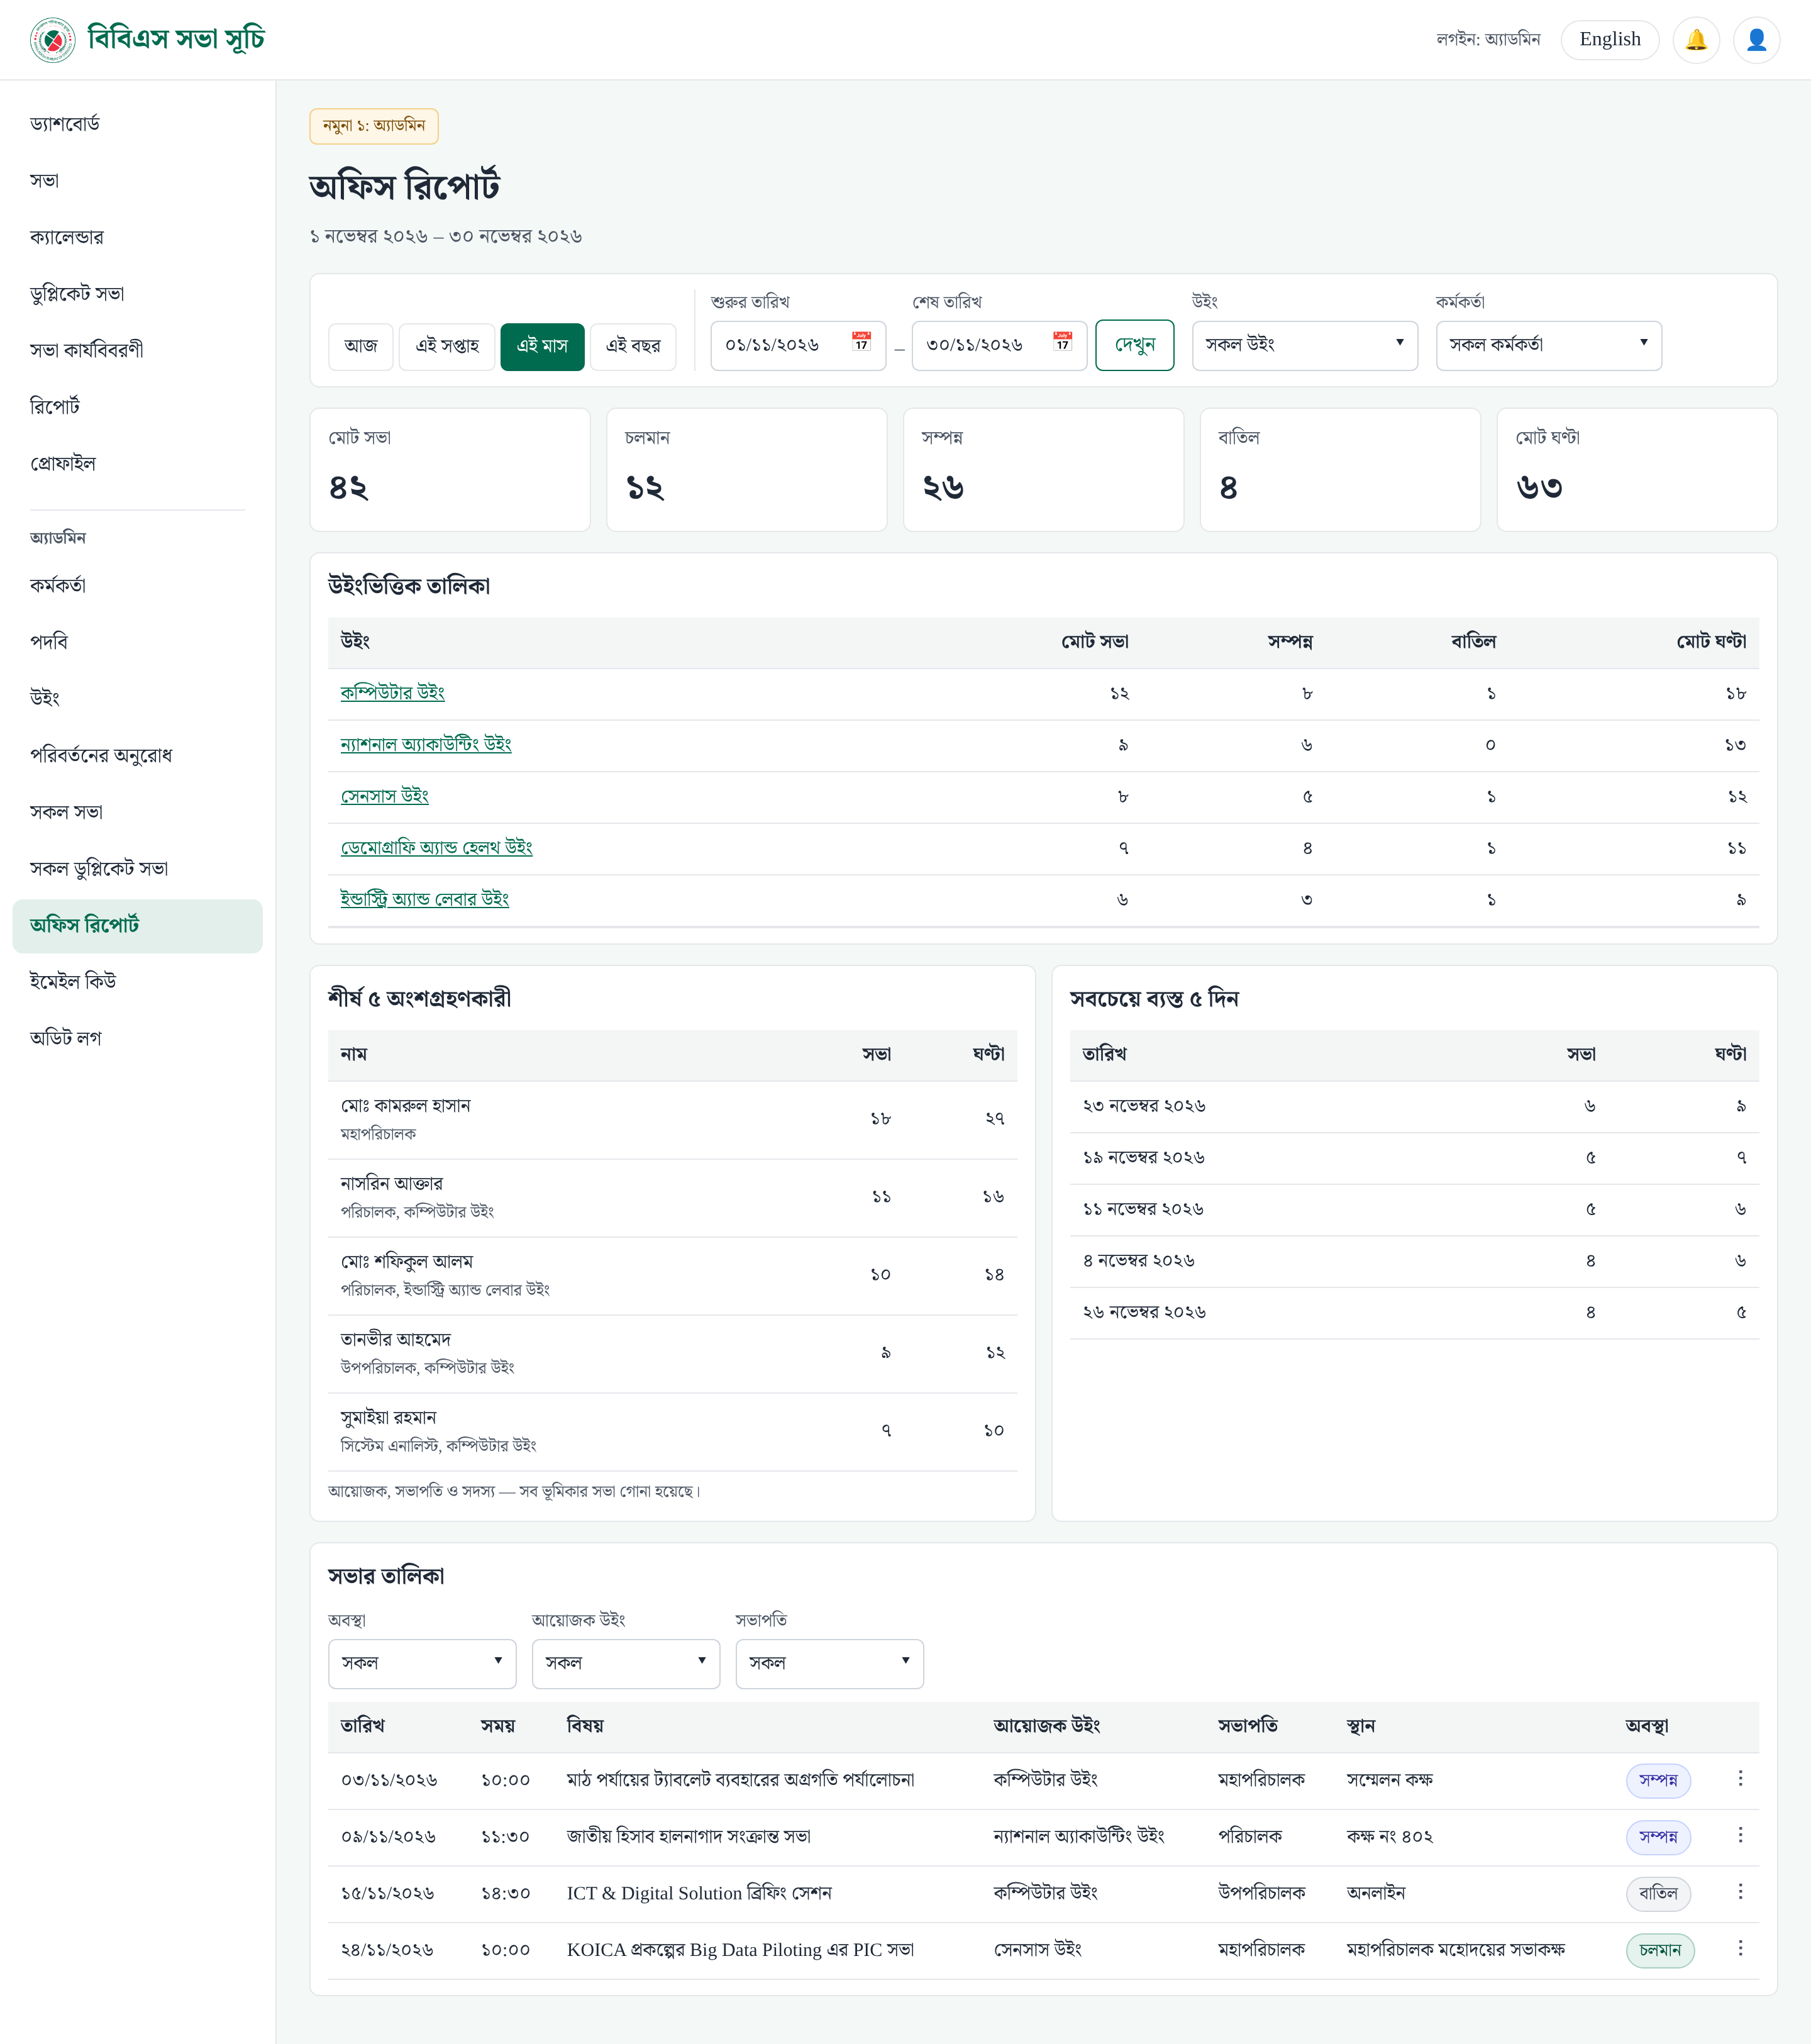 বিবিএস সভা সূচি
লগইন: অ্যাডমিন
English
ড্যাশবোর্ড
সভা
ক্যালেন্ডার
ডুপ্লিকেট সভা
সভা কার্যবিবরণী
রিপোর্ট
প্রোফাইল
অ্যাডমিন
কর্মকর্তা
পদবি
উইং
পরিবর্তনের অনুরোধ
সকল সভা
সকল ডুপ্লিকেট সভা
অফিস রিপোর্ট
ইমেইল কিউ
অডিট লগ
নমুনা ১: অ্যাডমিন
অফিস রিপোর্ট
১ নভেম্বর ২০২৬ – ৩০ নভেম্বর ২০২৬
আজ এই সপ্তাহ এই মাস এই বছর
শুরুর তারিখ শেষ তারিখ উইং কর্মকর্তা
০১/১১/২০২৬ – ৩০/১১/২০২৬ দেখুন সকল উইং সকল কর্মকর্তা
মোট সভা চলমান সম্পন্ন বাতিল মোট ঘণ্টা
৪২ ১২ ২৬ ৪ ৬৩
উইংভিত্তিক তালিকা
উইং মোট সভা সম্পন্ন বাতিল মোট ঘণ্টা
কম্পিউটার উইং ১২ ৮ ১ ১৮
ন্যাশনাল অ্যাকাউন্টিং উইং ৯ ৬ ০ ১৩
সেনসাস উইং ৮ ৫ ১ ১২
ডেমোগ্রাফি অ্যান্ড হেলথ উইং ৭ ৪ ১ ১১
ইন্ডাস্ট্রি অ্যান্ড লেবার উইং ৬ ৩ ১ ৯
শীর্ষ ৫ অংশগ্রহণকারী
নাম সভা ঘণ্টা
মোঃ কামরুল হাসান ১৮ ২৭
মহাপরিচালক
নাসরিন আক্তার ১১ ১৬
পরিচালক, কম্পিউটার উইং
মোঃ শফিকুল আলম ১০ ১৪
পরিচালক, ইন্ডাস্ট্রি অ্যান্ড লেবার উইং
তানভীর আহমেদ ৯ ১২
উপপরিচালক, কম্পিউটার উইং
সুমাইয়া রহমান ৭ ১০
সিস্টেম এনালিস্ট, কম্পিউটার উইং
আয়োজক, সভাপতি ও সদস্য — সব ভূমিকার সভা গোনা হয়েছে।
সবচেয়ে ব্যস্ত ৫ দিন
তারিখ সভা ঘণ্টা
২৩ নভেম্বর ২০২৬ ৬ ৯
১৯ নভেম্বর ২০২৬ ৫ ৭
১১ নভেম্বর ২০২৬ ৫ ৬
৪ নভেম্বর ২০২৬ ৪ ৬
২৬ নভেম্বর ২০২৬ ৪ ৫
সভার তালিকা
অবস্থা আয়োজক উইং সভাপতি
সকল সকল সকল
তারিখ সময় বিষয় আয়োজক উইং সভাপতি স্থান অবস্থা
০৩/১১/২০২৬ ১০:০০ মাঠ পর্যায়ের ট্যাবলেট ব্যবহারের অগ্রগতি পর্যালোচনা কম্পিউটার উইং মহাপরিচালক সম্মেলন কক্ষ সম্পন্ন
০৯/১১/২০২৬ ১১:৩০ জাতীয় হিসাব হালনাগাদ সংক্রান্ত সভা ন্যাশনাল অ্যাকাউন্টিং উইং পরিচালক কক্ষ নং ৪০২ সম্পন্ন
১৫/১১/২০২৬ ১৪:৩০ ICT & Digital Solution ব্রিফিং সেশন কম্পিউটার উইং উপপরিচালক অনলাইন বাতিল
২৪/১১/২০২৬ ১০:০০ KOICA প্রকল্পের Big Data Piloting এর PIC সভা সেনসাস উইং মহাপরিচালক মহাপরিচালক মহোদয়ের সভাকক্ষ চলমান